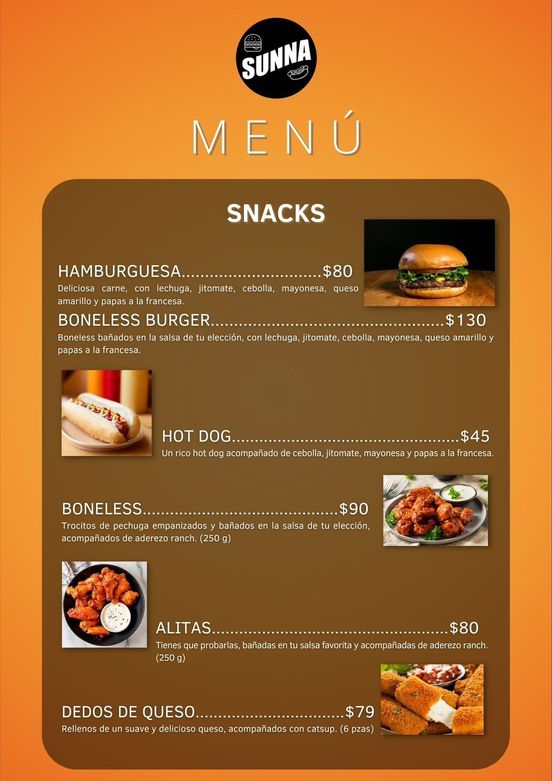 SUNNA
MENÚ
SNACKS
HAMBURGUESA..............................$80
Deliciosa carne, con lechuga, jitomate, cebolla, mayonesa, queso
amarillo y papas a la francesa.
BONELESS BURGER..................................................$130
Boneless bañados en la salsa de tu elección, con lechuga, jitomate, cebolla, mayonesa, queso amarillo y
papas a la francesa.
HOT DOG.................................................$45
Un rico hot dog acompañado de cebolla, jitomate, mayonesa y papas a la francesa.
BONELESS................................................$90
Trocitos de pechuga empanizados y bañados en la salsa de tu elección,
acompañados de aderezo ranch. (250 g)
ALITAS...................................................$80
Tienes que probarlas, bañadas en tu salsa favorita y acompañadas de aderezo ranch.
(250 g)
DEDOS DE QUESO................................$79
Rellenos de un suave y delicioso queso, acompañados con catsup. (6 pzas)